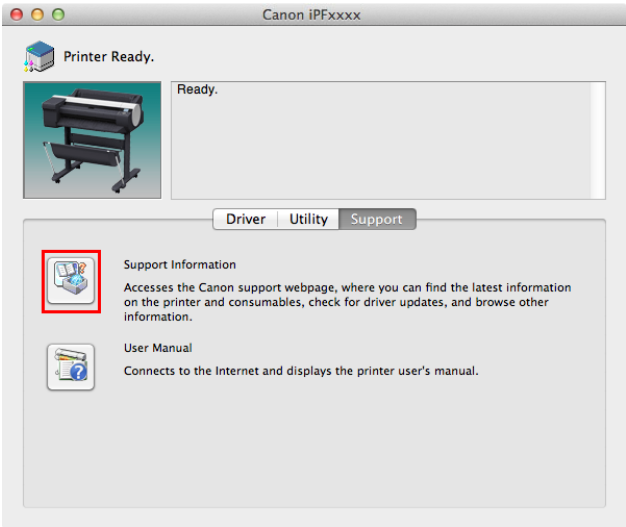 Canon iPFxxxx
Printer Ready.
Ready.
Driver Utility Support
Support Information
Accesses the Canon support webpage, where you can find the latest information
on the printer and consumables, check for driver updates, and browse other
information.
User Manual
Connects to the Internet and displays the printer user's manual.